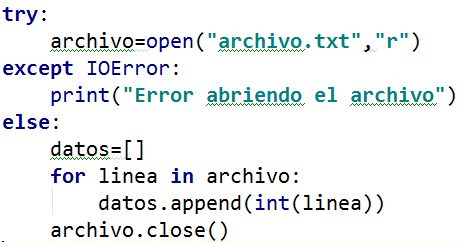 try:
    archivo=open("archivo.txt","r")
except IOError:
    print("Error abriendo el archivo")
else:
    datos=[]
    for linea in archivo:
        datos.append(int(linea))
    archivo.close()